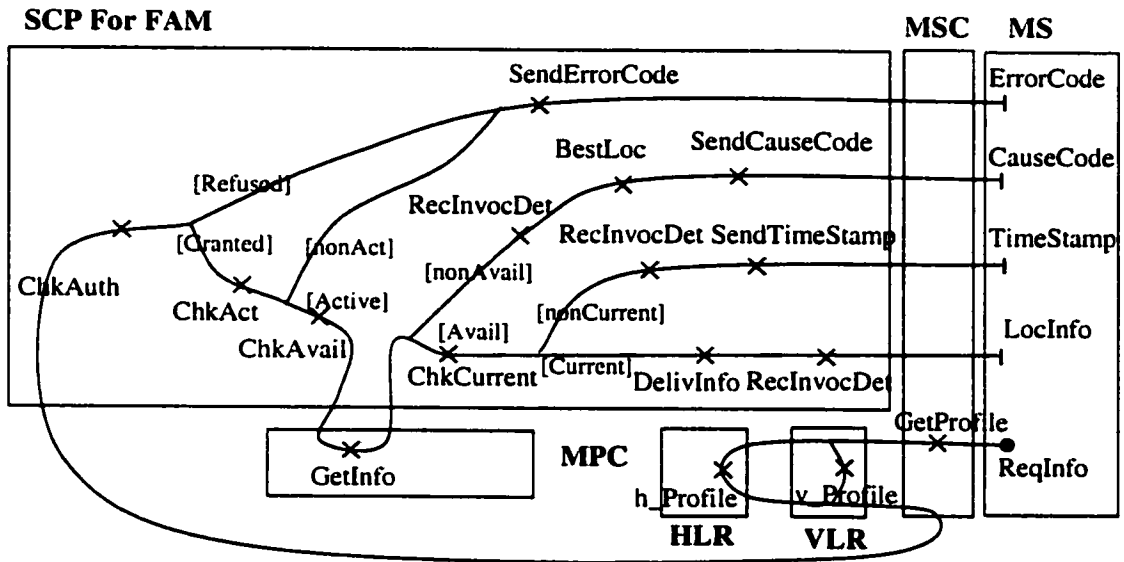 SCP For FAM
MSC
MS
SendErrorCode
ErrorCode
BestLoc
SendCauseCode
CauseCode
[Refused]
RecInvocDet
[Granted]
[nonAct]
RecInvocDet
SendTimeStamp
TimeStamp
[nonAvail]
ChkAuth
ChkAct
[Active]
[nonCurrent]
ChkAvail
[Avail]
LocInfo
ChkCurrent
[Current]
DelivInfo
RecInvocDet
GetProfile
MPC
GetInfo
ReqInfo
h_Profile
v_Profile
HLR
VLR